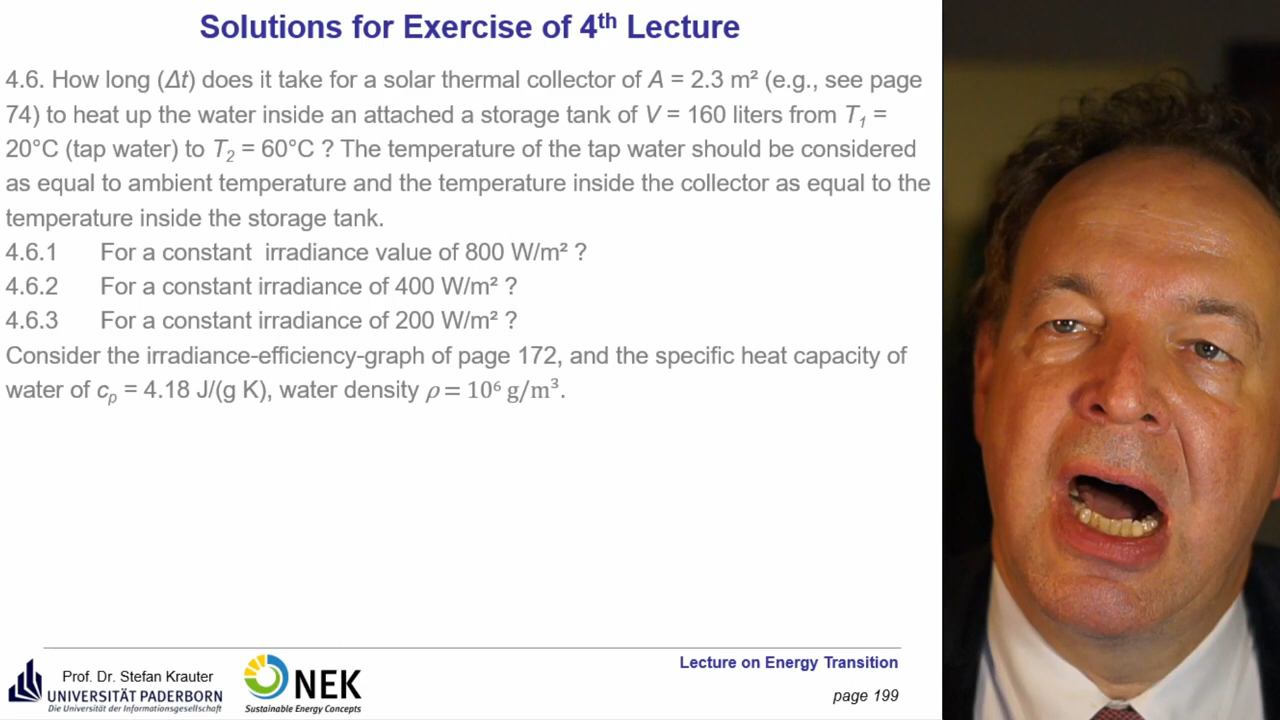 Solutions for Exercise of 4th Lecture
4.6. How long (Δt) does it take for a solar thermal collector of A = 2.3 m² (e.g., see page
74) to heat up the water inside an attached a storage tank of V = 160 liters from T₁ =
20°C (tap water) to T₂ = 60°C ? The temperature of the tap water should be considered
as equal to ambient temperature and the temperature inside the collector as equal to the
temperature inside the storage tank.
4.6.1 For a constant irradiance value of 800 W/m² ?
4.6.2 For a constant irradiance of 400 W/m² ?
4.6.3 For a constant irradiance of 200 W/m² ?
Consider the irradiance-efficiency-graph of page 172, and the specific heat capacity of
water of cₚ = 4.18 J/(g K), water density ρ = 10⁶ g/m³.
Prof. Dr. Stefan Krauter
UNIVERSITÄT PADERBORN
Die Universität der Informationsgesellschaft
NEK
Sustainable Energy Concepts
Lecture on Energy Transition
page 199